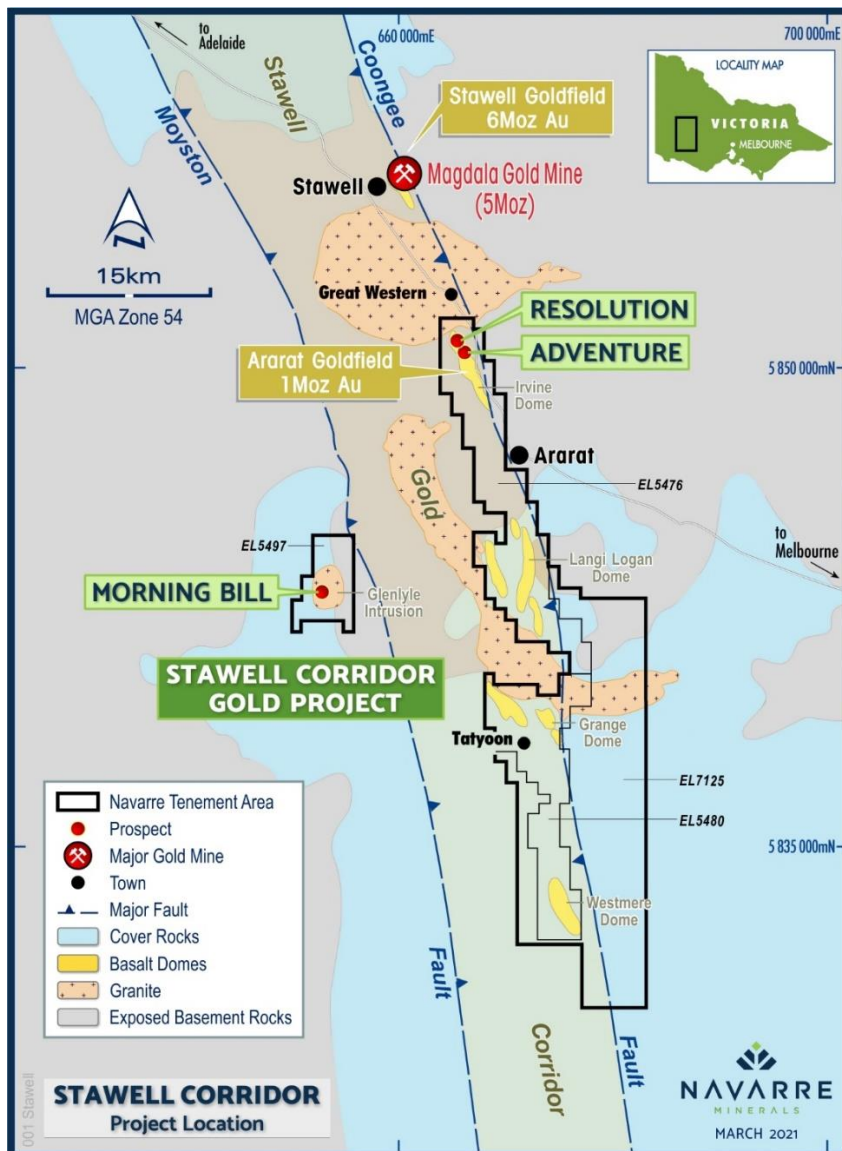 660 000mE
700 000mE
to
Adelaide
Stawell
Coongee
Stawell Goldfield
6Moz Au
LOCALITY MAP
VICTORIA
MELBOURNE
Moyston
Stawell
Magdala Gold Mine
(5Moz)
N
15km
MGA Zone 54
Great Western
RESOLUTION
ADVENTURE
Ararat Goldfield
1Moz Au
5 850 000mN
Irvine
Dome
Ararat
Gold
EL5476
EL5497
to
Melbourne
Langi Logan
Dome
MORNING BILL
Glenlyle
Intrusion
STAWELL CORRIDOR
GOLD PROJECT
Grange
Dome
Tatyoon
EL7125
EL5480
5 835 000mN
Westmere
Dome
Navarre Tenement Area
Prospect
Major Gold Mine
Town
Major Fault
Cover Rocks
Basalt Domes
Granite
Exposed Basement Rocks
Fault
Fault
Corridor
STAWELL CORRIDOR
Project Location
001 Stawell
NAVARRE
MINERALS
MARCH 2021